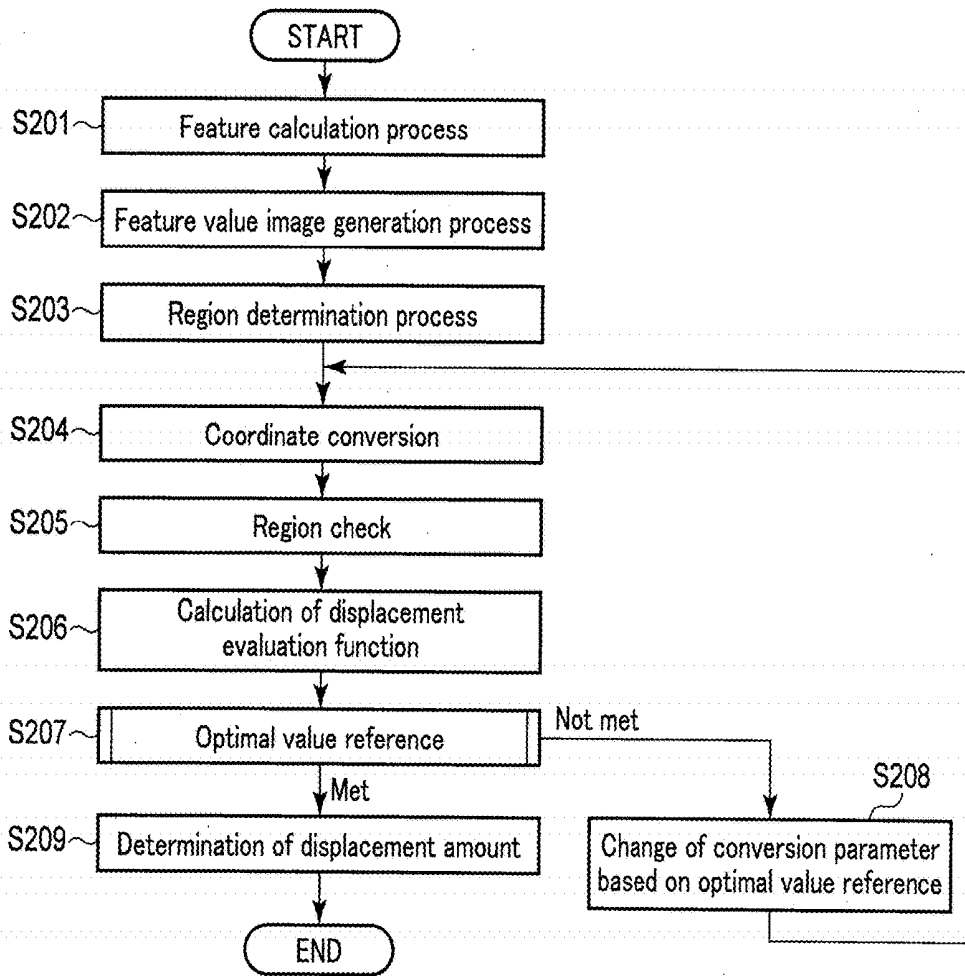 START
S201
Feature calculation process
S202
Feature value image generation process
S203
Region determination process
S204
Coordinate conversion
S205
Region check
S206
Calculation of displacement
evaluation function
S207
Optimal value reference
Not met
Met
S208
Change of conversion parameter
based on optimal value reference
S209
Determination of displacement amount
END